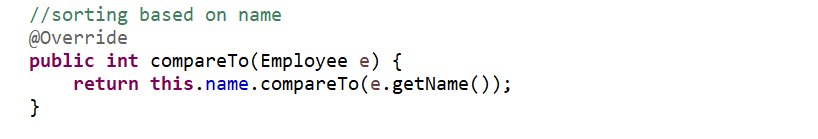 //sorting based on name
@Override
public int compareTo(Employee e) {
    return this.name.compareTo(e.getName());
}